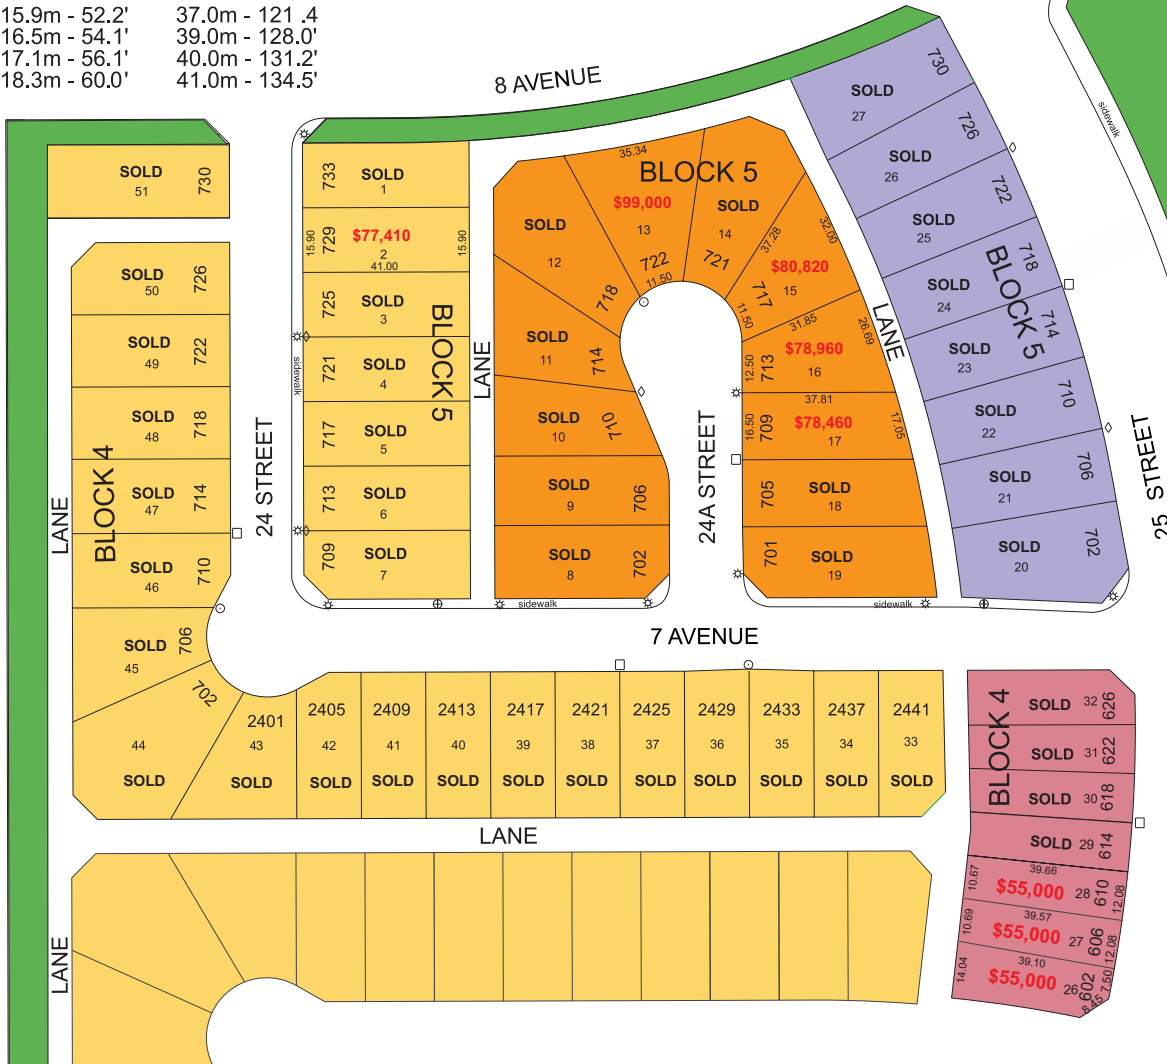 15.9m - 52.2' 37.0m - 121 .4
16.5m - 54.1' 39.0m - 128.0'
17.1m - 56.1' 40.0m - 131.2'
18.3m - 60.0' 41.0m - 134.5'
8 AVENUE
SOLD 51 730
SOLD 50 726
SOLD 49 722
SOLD 48 718
SOLD 47 714
SOLD 46 710
SOLD 45 706
702 44 SOLD
BLOCK 4
LANE
24 STREET
sidewalk
733 SOLD 1
15.90 729 $77,410 2 41.00 15.90
725 SOLD 3
721 SOLD 4
717 SOLD 5
713 SOLD 6
709 SOLD 7
BLOCK 5
LANE
BLOCK 5
35.34
$99,000
13
722
11.50
SOLD 12 718
SOLD 11 714
SOLD 10 710
SOLD 9 706
SOLD 8 702
sidewalk
SOLD 14 721
37.28 32.00
$80,820
15 717
11.50
31.85 26.69
$78,960
12.50 713 16
37.81
$78,460
16.50 709 17 17.05
705 SOLD 18
701 SOLD 19
24A STREET
sidewalk
LANE
SOLD 27 730
SOLD 26 726
SOLD 25 722
SOLD 24 718
SOLD 23 714
SOLD 22 710
SOLD 21 706
SOLD 20 702
BLOCK 5
sidewalk
25 STREET
7 AVENUE
2401 43 SOLD
2405 42 SOLD
2409 41 SOLD
2413 40 SOLD
2417 39 SOLD
2421 38 SOLD
2425 37 SOLD
2429 36 SOLD
2433 35 SOLD
2437 34 SOLD
2441 33 SOLD
LANE
LANE
BLOCK 4
SOLD 32 626
SOLD 31 622
SOLD 30 618
SOLD 29 614
39.66
10.67 $55,000 28 610 12.08
39.57
10.69 $55,000 27 606 12.08
39.10
14.04 $55,000 26 602 7.50
8.45